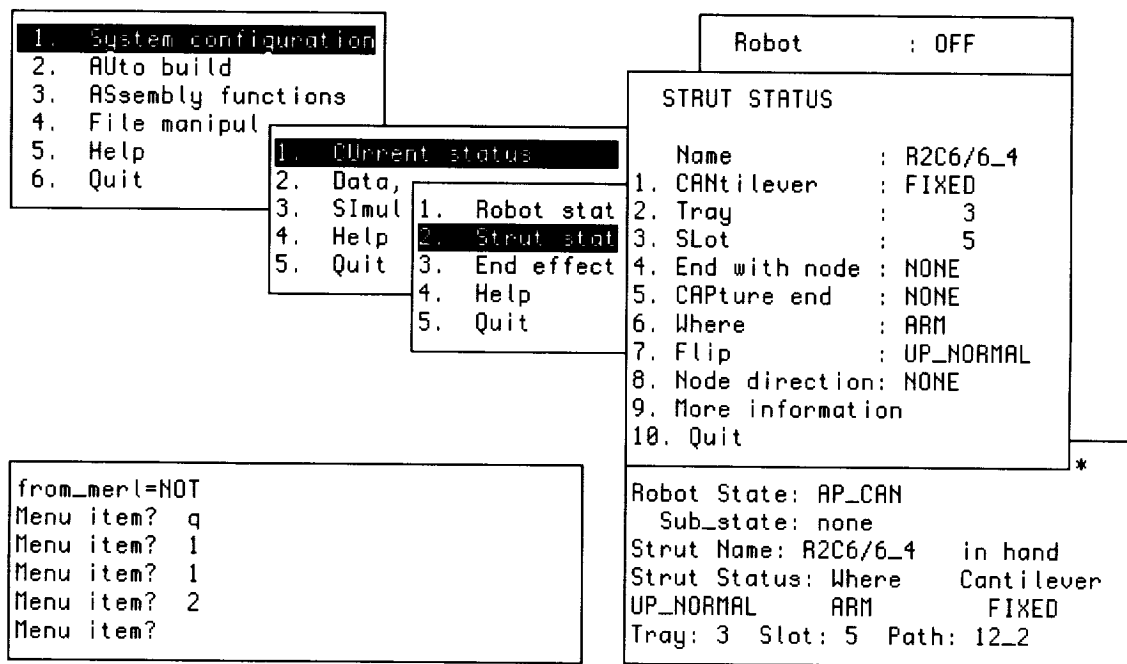 1. System configuration
2. AUto build
3. ASsembly functions
4. File manipul
5. Help
6. Quit
1. CUrrent status
2. Data,
3. SImul
4. Help
5. Quit
1. Robot stat
2. Strut stat
3. End effect
4. Help
5. Quit
Robot : OFF
STRUT STATUS
Name : R2C6/6_4
1. CANtilever : FIXED
2. Tray : 3
3. SLot : 5
4. End with node : NONE
5. CAPture end : NONE
6. Where : ARM
7. Flip : UP_NORMAL
8. Node direction: NONE
9. More information
10. Quit
from_merl=NOT
Menu item? q
Menu item? 1
Menu item? 1
Menu item? 2
Menu item?
*
Robot State: AP_CAN
Sub_state: none
Strut Name: R2C6/6_4 in hand
Strut Status: Where Cantilever
UP_NORMAL ARM FIXED
Tray: 3 Slot: 5 Path: 12_2